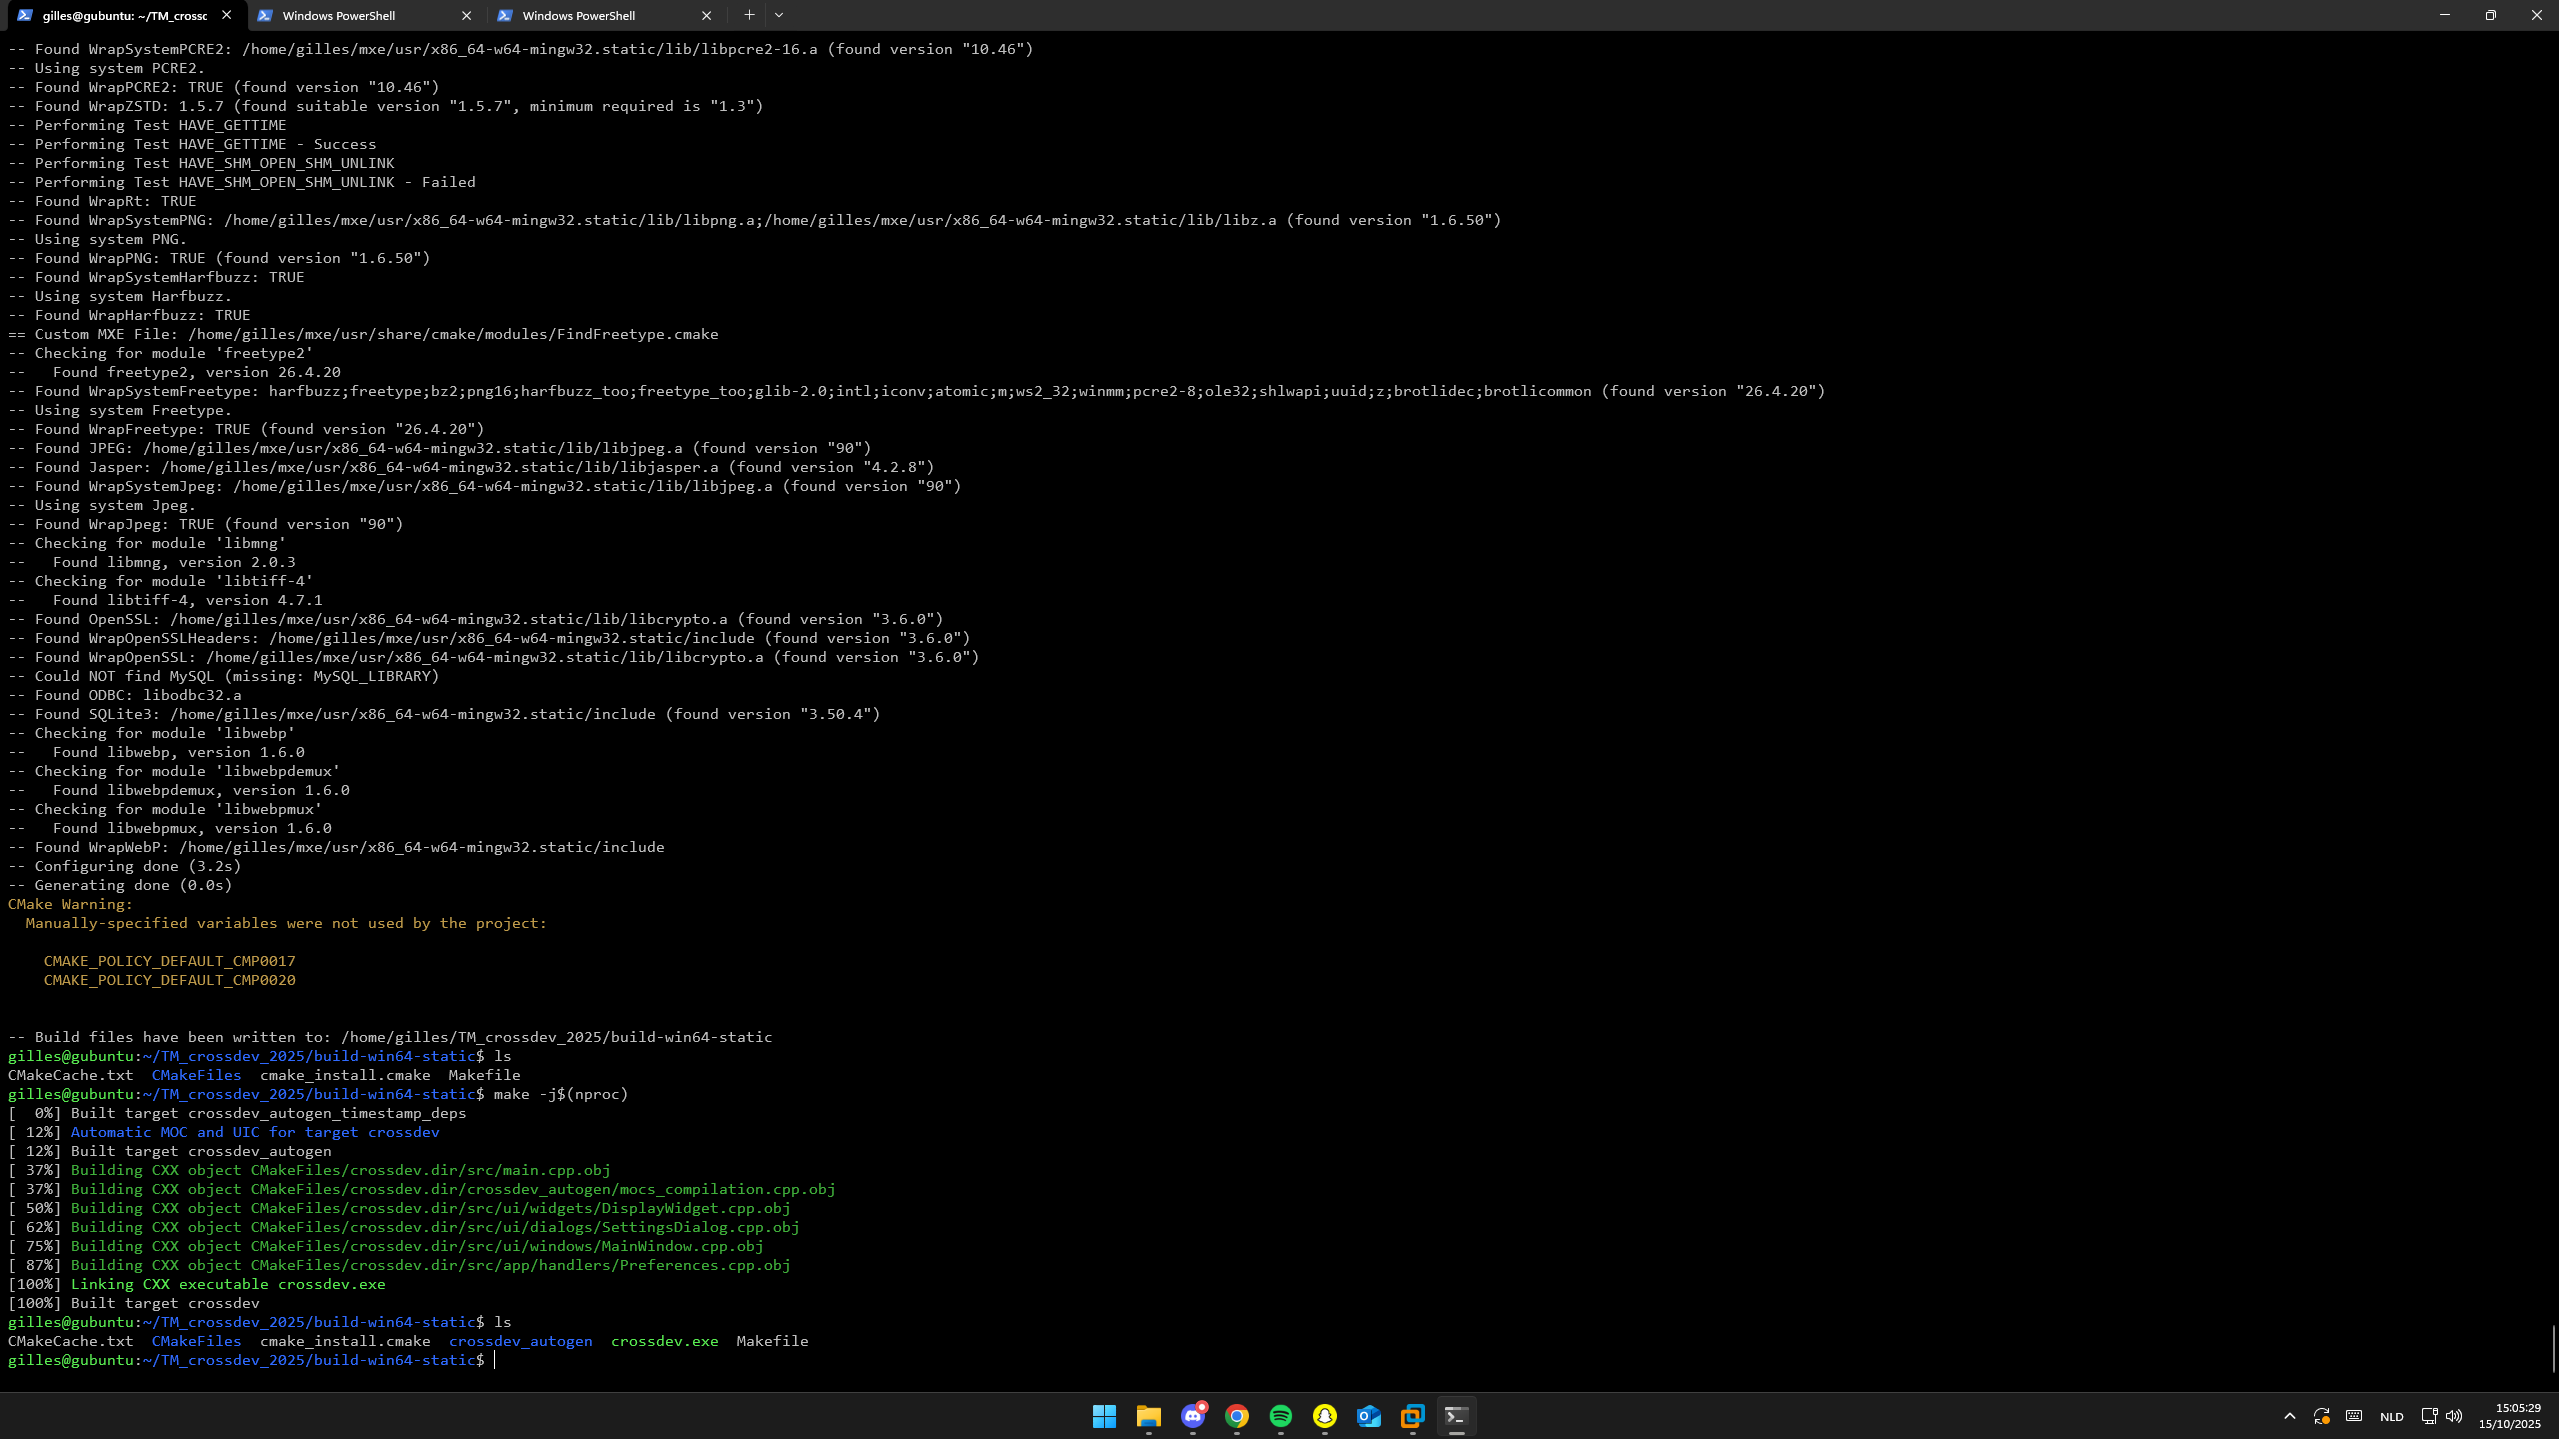 gilles@gubuntu: ~/TM_crossc
Windows PowerShell
Windows PowerShell
-- Found WrapSystemPCRE2: /home/gilles/mxe/usr/x86_64-w64-mingw32.static/lib/libpcre2-16.a (found version "10.46")
-- Using system PCRE2.
-- Found WrapPCRE2: TRUE (found version "10.46")
-- Found WrapZSTD: 1.5.7 (found suitable version "1.5.7", minimum required is "1.3")
-- Performing Test HAVE_GETTIME
-- Performing Test HAVE_GETTIME - Success
-- Performing Test HAVE_SHM_OPEN_SHM_UNLINK
-- Performing Test HAVE_SHM_OPEN_SHM_UNLINK - Failed
-- Found WrapRt: TRUE
-- Found WrapSystemPNG: /home/gilles/mxe/usr/x86_64-w64-mingw32.static/lib/libpng.a;/home/gilles/mxe/usr/x86_64-w64-mingw32.static/lib/libz.a (found version "1.6.50")
-- Using system PNG.
-- Found WrapPNG: TRUE (found version "1.6.50")
-- Found WrapSystemHarfbuzz: TRUE
-- Using system Harfbuzz.
-- Found WrapHarfbuzz: TRUE
== Custom MXE File: /home/gilles/mxe/usr/share/cmake/modules/FindFreetype.cmake
-- Checking for module 'freetype2'
--   Found freetype2, version 26.4.20
-- Found WrapSystemFreetype: harfbuzz;freetype;bz2;png16;harfbuzz_too;freetype_too;glib-2.0;intl;iconv;atomic;m;ws2_32;winmm;pcre2-8;ole32;shlwapi;uuid;z;brotlidec;brotlicommon (found version "26.4.20")
-- Using system Freetype.
-- Found WrapFreetype: TRUE (found version "26.4.20")
-- Found JPEG: /home/gilles/mxe/usr/x86_64-w64-mingw32.static/lib/libjpeg.a (found version "90")
-- Found Jasper: /home/gilles/mxe/usr/x86_64-w64-mingw32.static/lib/libjasper.a (found version "4.2.8")
-- Found WrapSystemJpeg: /home/gilles/mxe/usr/x86_64-w64-mingw32.static/lib/libjpeg.a (found version "90")
-- Using system Jpeg.
-- Found WrapJpeg: TRUE (found version "90")
-- Checking for module 'libmng'
--   Found libmng, version 2.0.3
-- Checking for module 'libtiff-4'
--   Found libtiff-4, version 4.7.1
-- Found OpenSSL: /home/gilles/mxe/usr/x86_64-w64-mingw32.static/lib/libcrypto.a (found version "3.6.0")
-- Found WrapOpenSSLHeaders: /home/gilles/mxe/usr/x86_64-w64-mingw32.static/include (found version "3.6.0")
-- Found WrapOpenSSL: /home/gilles/mxe/usr/x86_64-w64-mingw32.static/lib/libcrypto.a (found version "3.6.0")
-- Could NOT find MySQL (missing: MySQL_LIBRARY)
-- Found ODBC: libodbc32.a
-- Found SQLite3: /home/gilles/mxe/usr/x86_64-w64-mingw32.static/include (found version "3.50.4")
-- Checking for module 'libwebp'
--   Found libwebp, version 1.6.0
-- Checking for module 'libwebpdemux'
--   Found libwebpdemux, version 1.6.0
-- Checking for module 'libwebpmux'
--   Found libwebpmux, version 1.6.0
-- Found WrapWebP: /home/gilles/mxe/usr/x86_64-w64-mingw32.static/include
-- Configuring done (3.2s)
-- Generating done (0.0s)
CMake Warning:
  Manually-specified variables were not used by the project:
    CMAKE_POLICY_DEFAULT_CMP0017
    CMAKE_POLICY_DEFAULT_CMP0020
-- Build files have been written to: /home/gilles/TM_crossdev_2025/build-win64-static
gilles@gubuntu:~/TM_crossdev_2025/build-win64-static$ ls
CMakeCache.txt  CMakeFiles  cmake_install.cmake  Makefile
gilles@gubuntu:~/TM_crossdev_2025/build-win64-static$ make -j$(nproc)
[  0%] Built target crossdev_autogen_timestamp_deps
[ 12%] Automatic MOC and UIC for target crossdev
[ 12%] Built target crossdev_autogen
[ 37%] Building CXX object CMakeFiles/crossdev.dir/src/main.cpp.obj
[ 37%] Building CXX object CMakeFiles/crossdev.dir/crossdev_autogen/mocs_compilation.cpp.obj
[ 50%] Building CXX object CMakeFiles/crossdev.dir/src/ui/widgets/DisplayWidget.cpp.obj
[ 62%] Building CXX object CMakeFiles/crossdev.dir/src/ui/dialogs/SettingsDialog.cpp.obj
[ 75%] Building CXX object CMakeFiles/crossdev.dir/src/ui/windows/MainWindow.cpp.obj
[ 87%] Building CXX object CMakeFiles/crossdev.dir/src/app/handlers/Preferences.cpp.obj
[100%] Linking CXX executable crossdev.exe
[100%] Built target crossdev
gilles@gubuntu:~/TM_crossdev_2025/build-win64-static$ ls
CMakeCache.txt  CMakeFiles  cmake_install.cmake  crossdev_autogen  crossdev.exe  Makefile
gilles@gubuntu:~/TM_crossdev_2025/build-win64-static$
NLD
15:05:29
15/10/2025